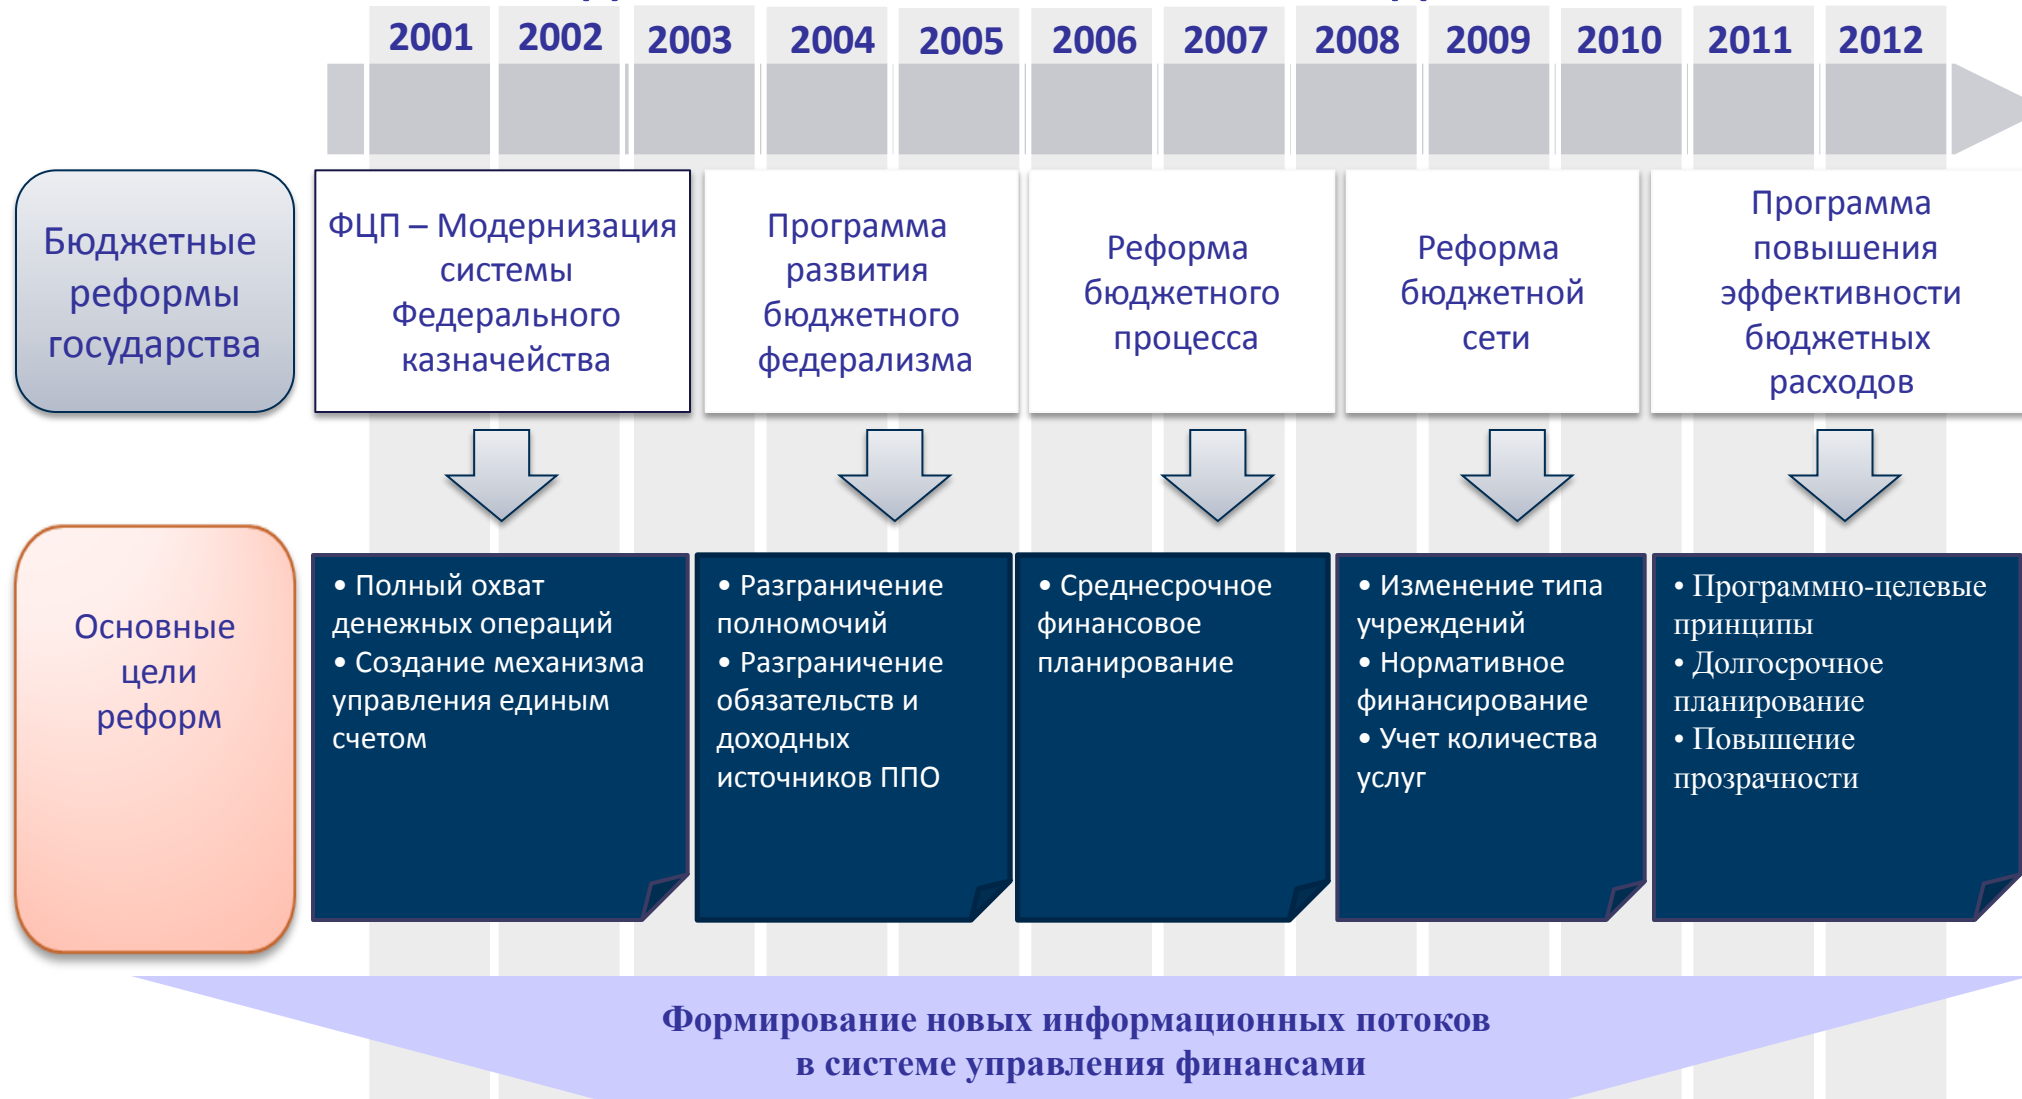 2001 2002 2003 2004 2005 2006 2007 2008 2009 2010 2011 2012
Бюджетные
реформы
государства
ФЦП – Модернизация
системы
Федерального
казначейства
Программа
развития
бюджетного
федерализма
Реформа
бюджетного
процесса
Реформа
бюджетной
сети
Программа
повышения
эффективности
бюджетных
расходов
Основные
цели
реформ
• Полный охват
денежных операций
• Создание механизма
управления единым
счетом
• Разграничение
полномочий
• Разграничение
обязательств и
доходных
источников ППО
• Среднесрочное
финансовое
планирование
• Изменение типа
учреждений
• Нормативное
финансирование
• Учет количества
услуг
• Программно-целевые
принципы
• Долгосрочное
планирование
• Повышение
прозрачности
Формирование новых информационных потоков
в системе управления финансами